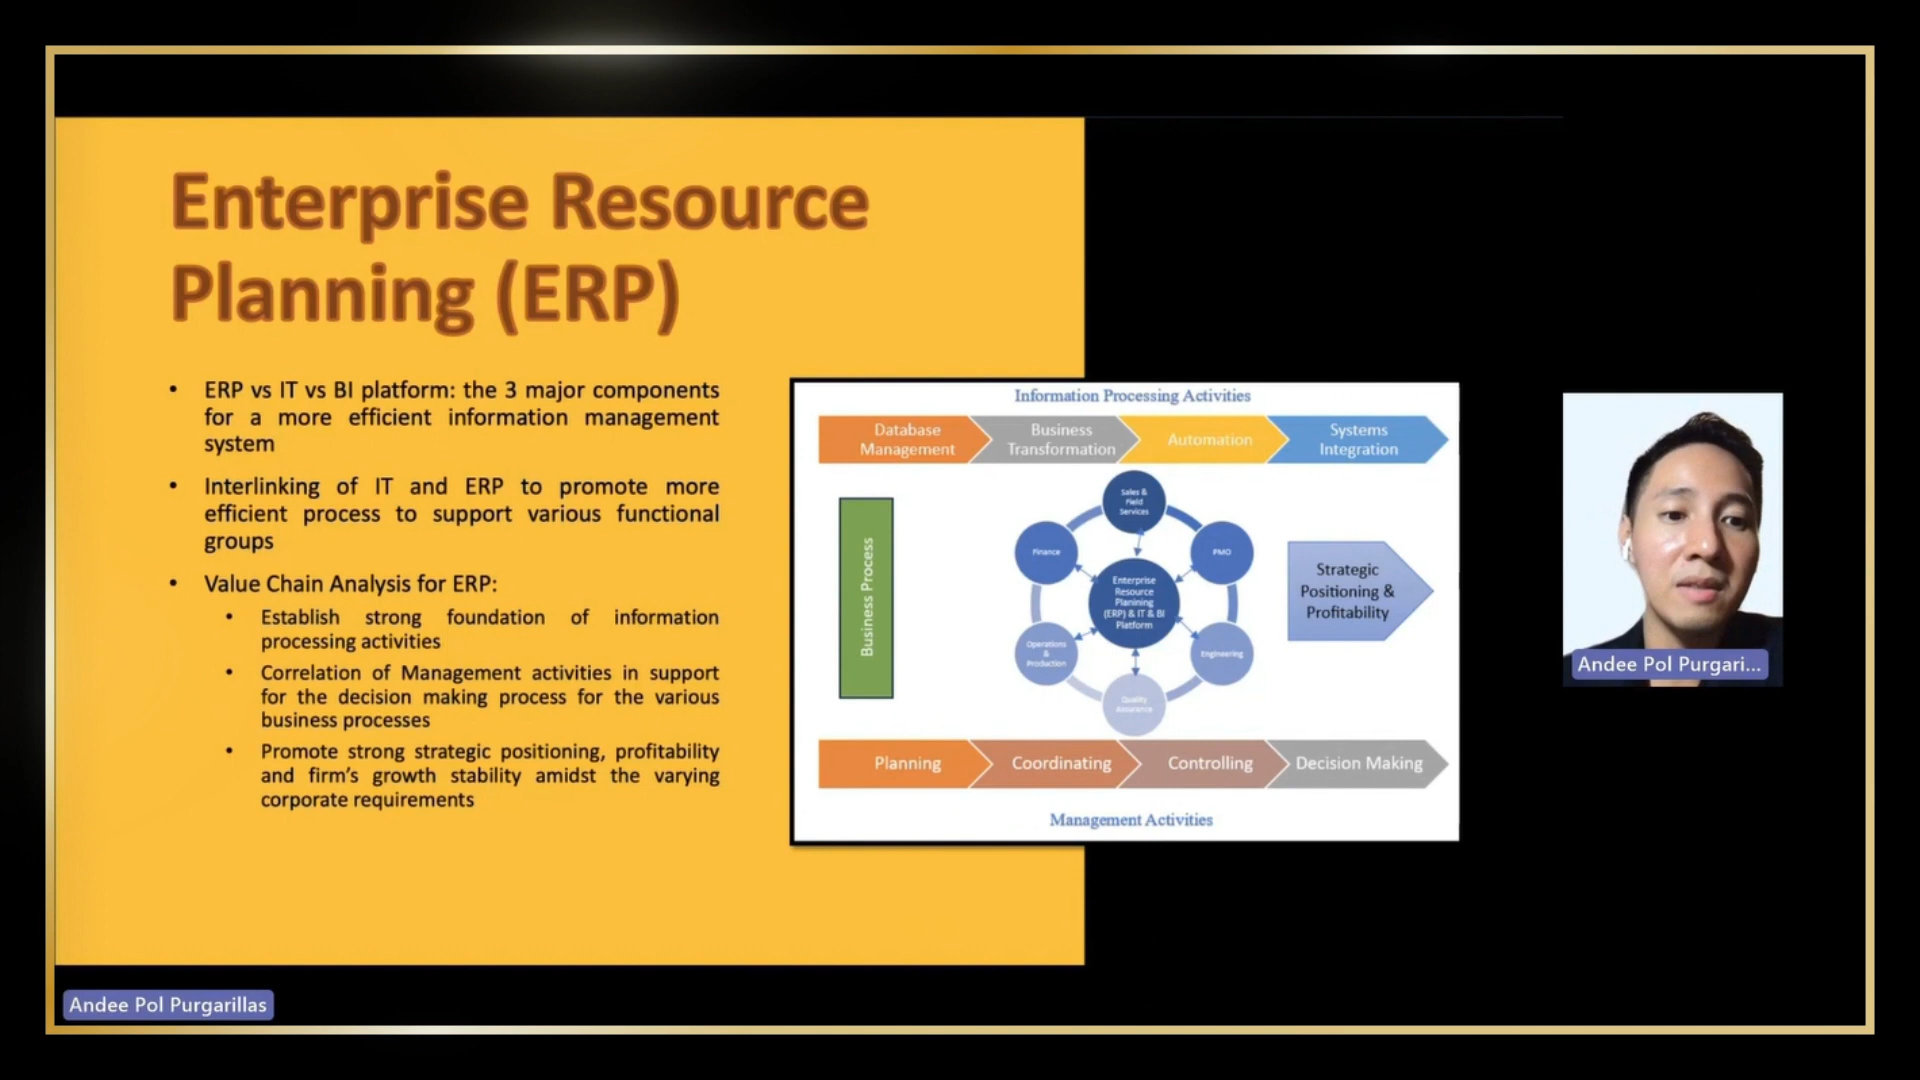 Enterprise Resource
Planning (ERP)
• ERP vs IT vs BI platform: the 3 major components
for a more efficient information management
system
• Interlinking of IT and ERP to promote more
efficient process to support various functional
groups
• Value Chain Analysis for ERP:
• Establish strong foundation of information
processing activities
• Correlation of Management activities in support
for the decision making process for the various
business processes
• Promote strong strategic positioning, profitability
and firm's growth stability amidst the varying
corporate requirements
Information Processing Activities
Database
Management
Business
Transformation
Automation
Systems
Integration
Business Process
Sales &
Field
Services
Finance
PMO
Enterprise
Resource
Planining
(ERP) & IT & BI
Platform
Operations
&
Production
Engineering
Quality
Assurance
Strategic
Positioning &
Profitability
Planning
Coordinating
Controlling
Decision Making
Management Activities
Andee Pol Purgari...
Andee Pol Purgarillas